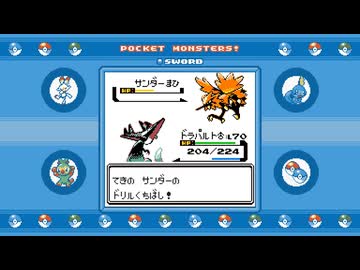 POCKET MONSTERS!
SWORD
サンダー まひ
HP:
ドラパルト♂ :L70
HP:
204/224
てきの サンダーの
ドリルくちばし!